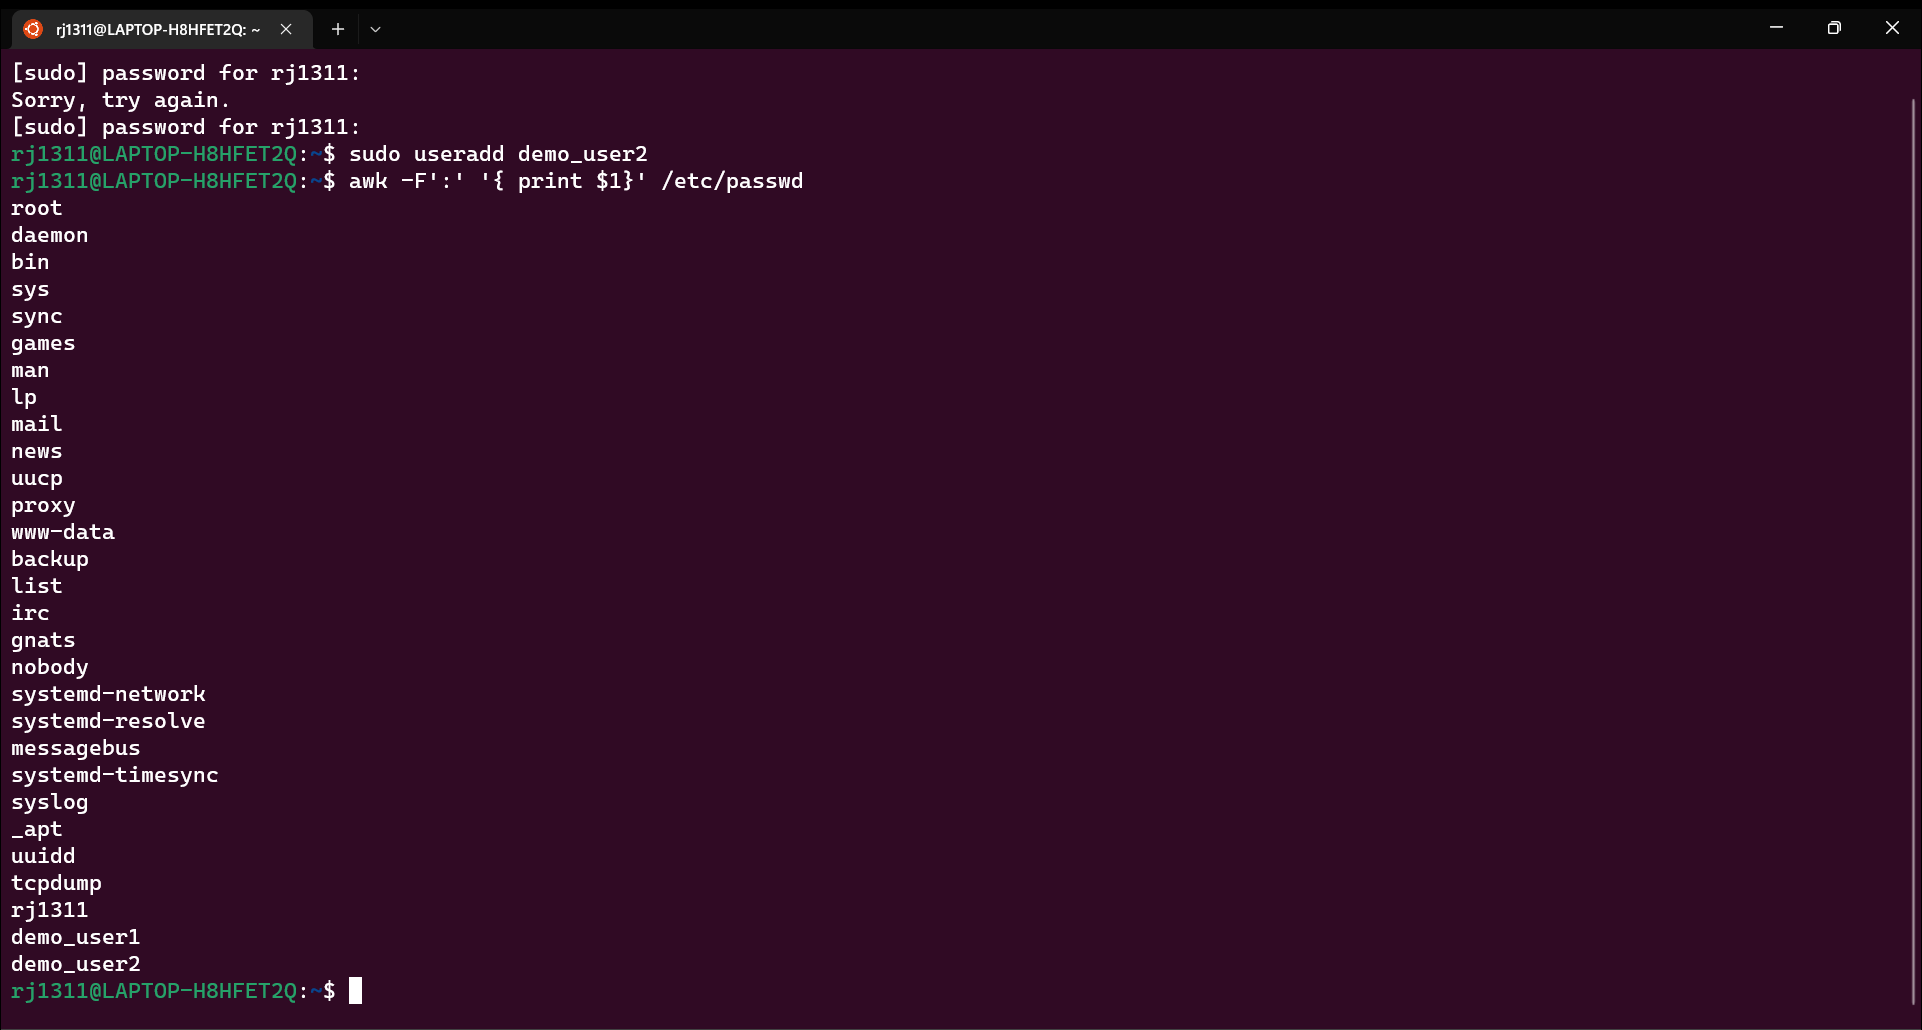 rj1311@LAPTOP-H8HFET2Q: ~
[sudo] password for rj1311:
Sorry, try again.
[sudo] password for rj1311:
rj1311@LAPTOP-H8HFET2Q:~$ sudo useradd demo_user2
rj1311@LAPTOP-H8HFET2Q:~$ awk -F':' '{ print $1}' /etc/passwd
root
daemon
bin
sys
sync
games
man
lp
mail
news
uucp
proxy
www-data
backup
list
irc
gnats
nobody
systemd-network
systemd-resolve
messagebus
systemd-timesync
syslog
_apt
uuidd
tcpdump
rj1311
demo_user1
demo_user2
rj1311@LAPTOP-H8HFET2Q:~$